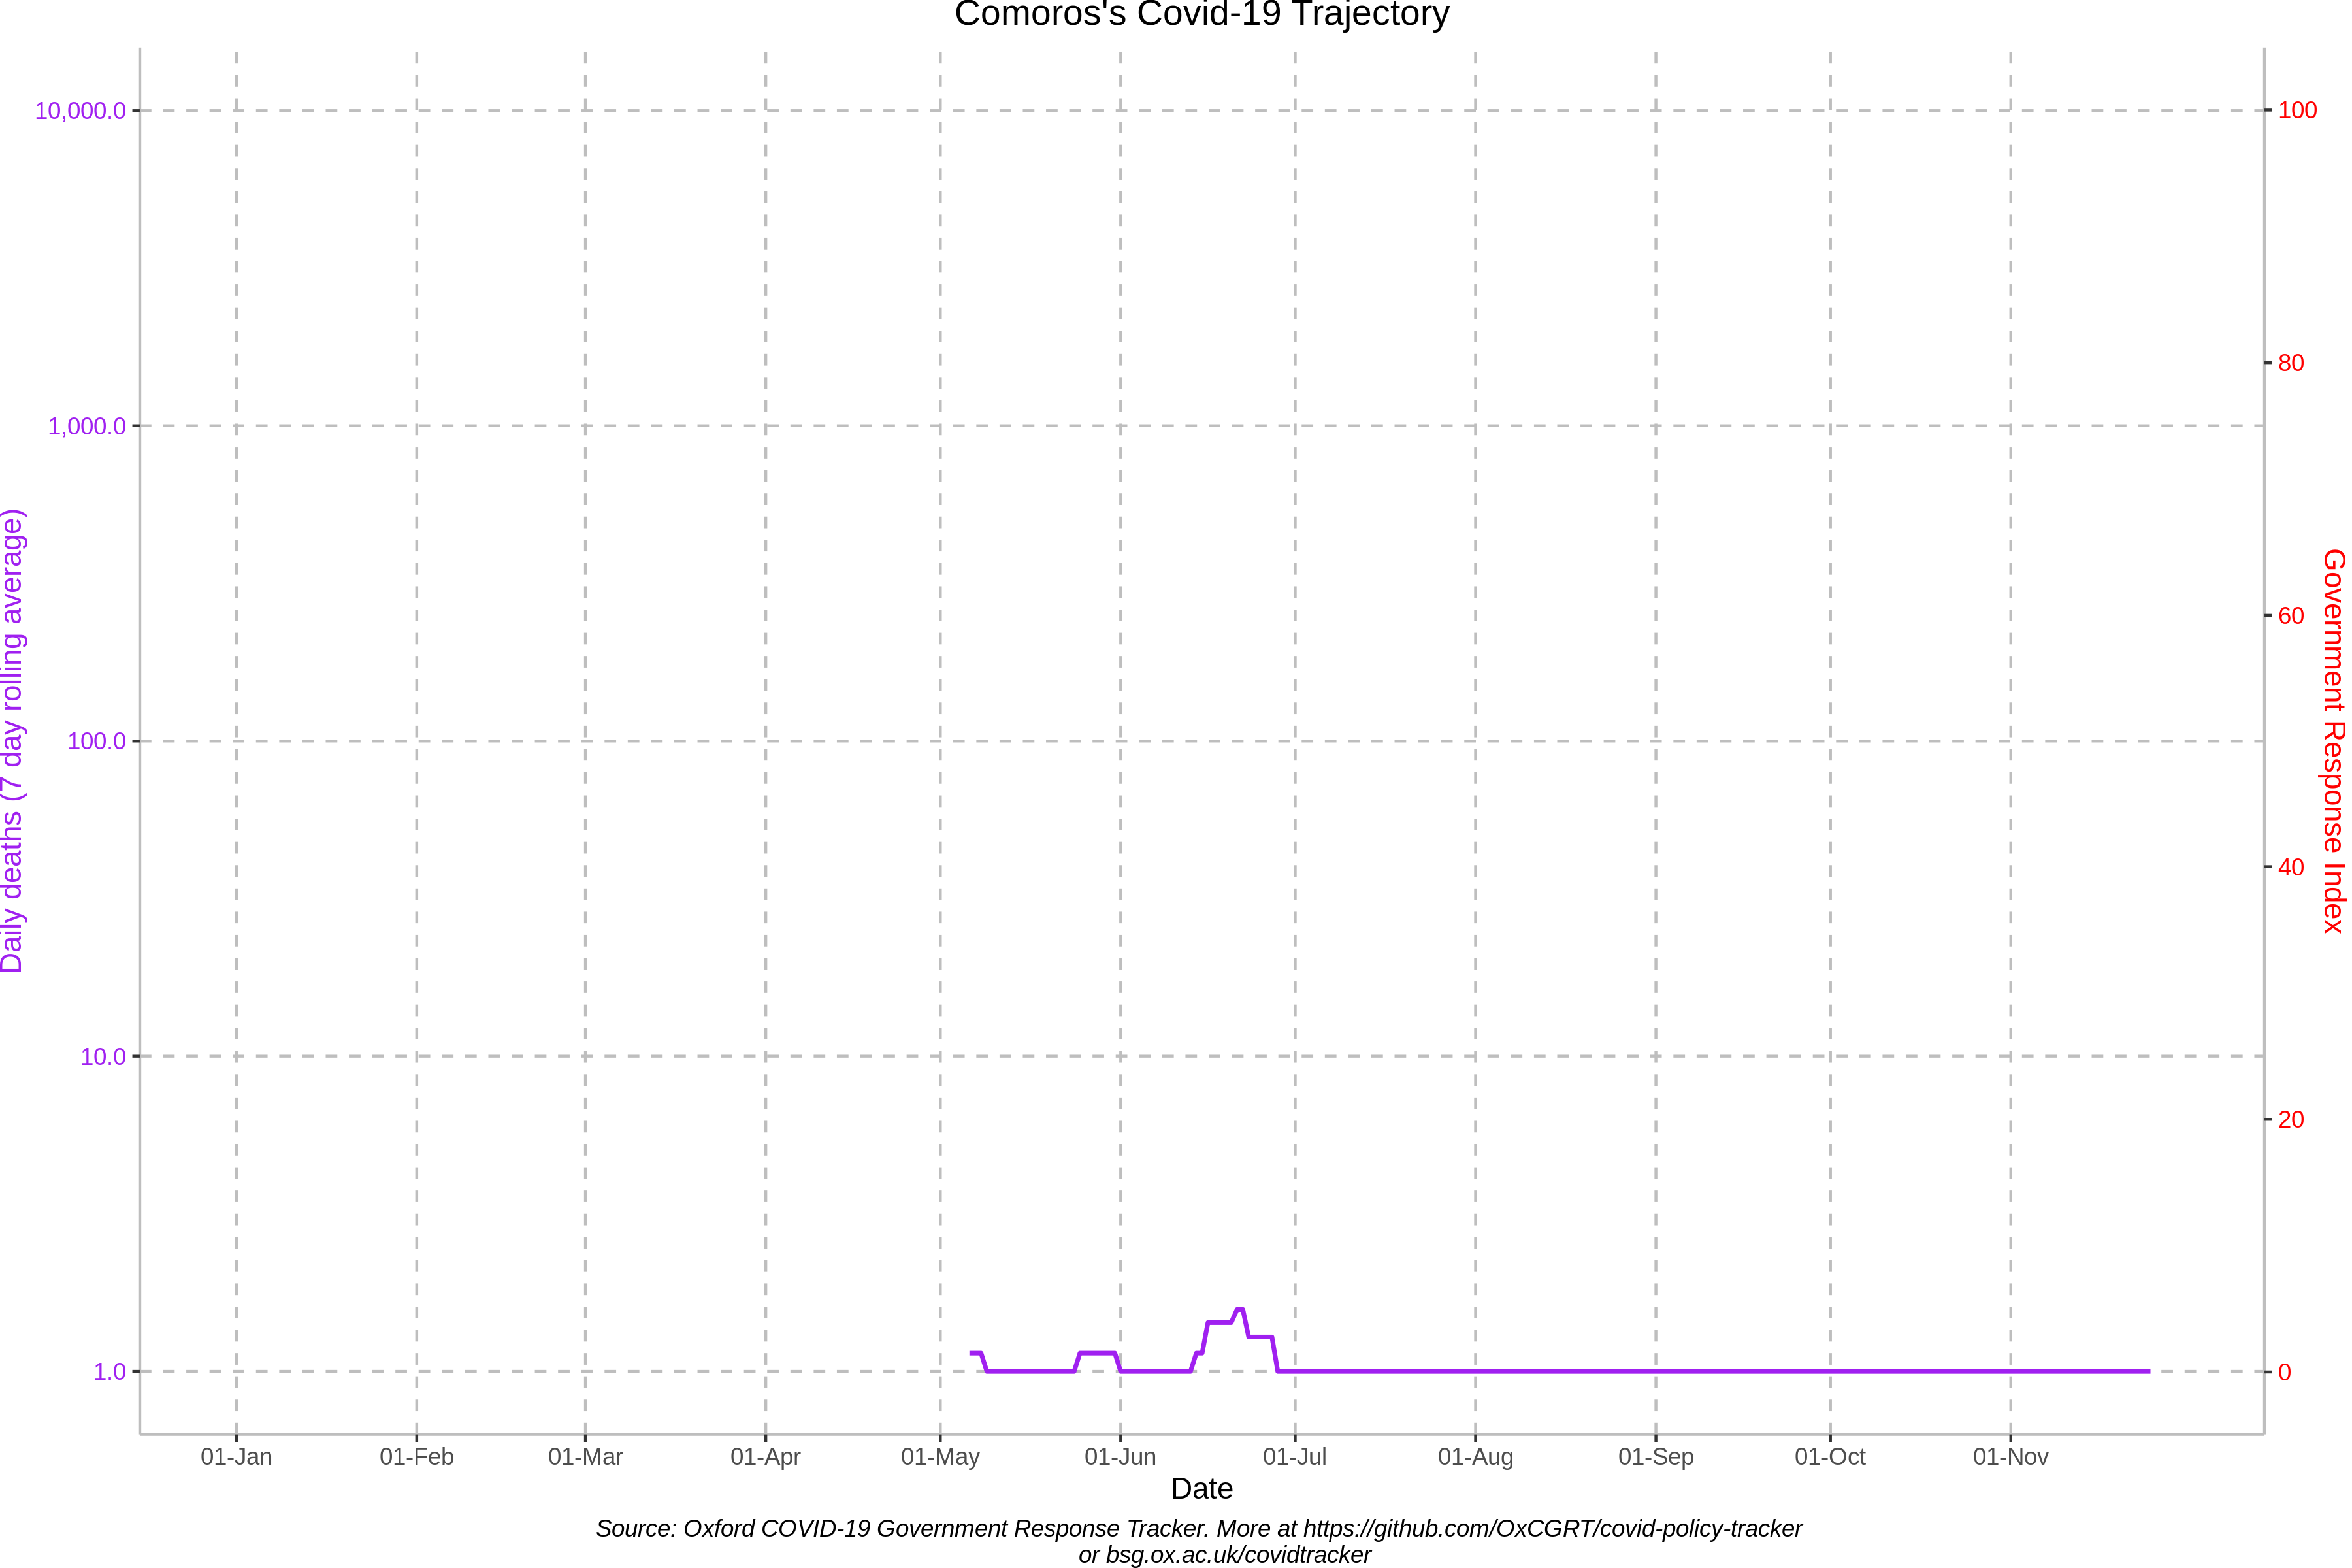 Comoros's Covid-19 Trajectory
10,000.0
1,000.0
100.0
10.0
1.0
Daily deaths (7 day rolling average)
100
80
60
40
20
0
Government Response Index
01-Jan
01-Feb
01-Mar
01-Apr
01-May
01-Jun
01-Jul
01-Aug
01-Sep
01-Oct
01-Nov
Date
Source: Oxford COVID-19 Government Response Tracker. More at https://github.com/OxCGRT/covid-policy-tracker
or bsg.ox.ac.uk/covidtracker